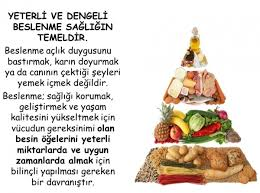 YETERLİ VE DENGELİ
BESLENME SAĞLIĞIN
TEMELDİR.
Beslenme açlık duygusunu
bastırmak, karın doyurmak
ya da canının çektiği şeyleri
yemek içmek değildir.
Beslenme; sağlığı korumak,
geliştirmek ve yaşam
kalitesini yükseltmek için
vücudun gereksinimi olan
besin öğelerini yeterli
miktarlarda ve uygun
zamanlarda almak için
bilinçli yapılması gereken
bir davranıştır.